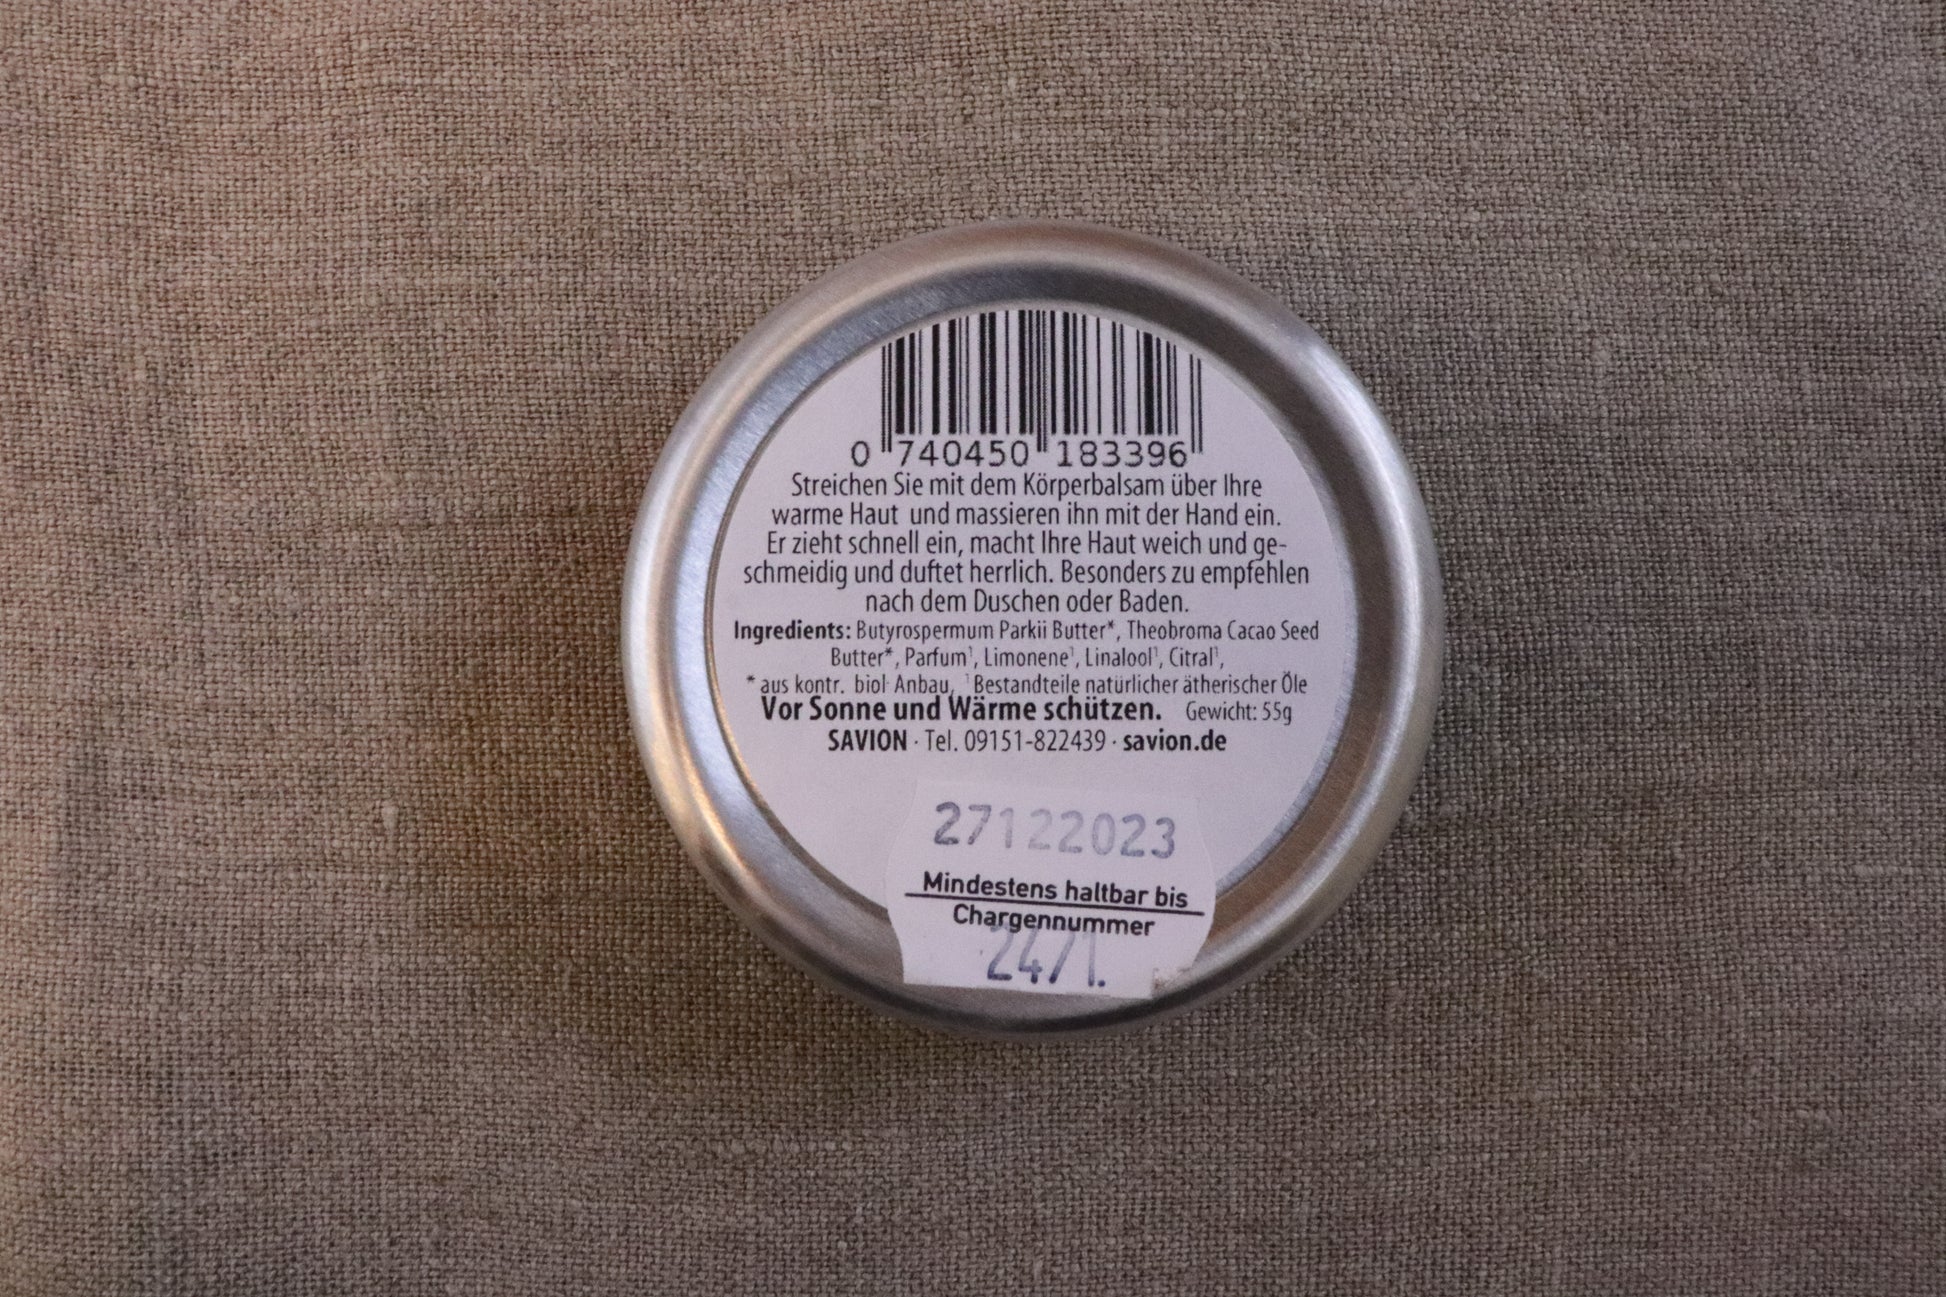 0 740450 183396
Streichen Sie mit dem Körperbalsam über Ihre
warme Haut und massieren ihn mit der Hand ein.
Er zieht schnell ein, macht Ihre Haut weich und ge-
schmeidig und duftet herrlich. Besonders zu empfehlen
nach dem Duschen oder Baden.
Ingredients: Butyrospermum Parkii Butter*, Theobroma Cacao Seed
Butter*, Parfum¹, Limonene¹, Linalool¹, Citral¹,
* aus kontr. biol Anbau, ¹ Bestandteile natürlicher ätherischer Öle
Vor Sonne und Wärme schützen. Gewicht: 55g
SAVION · Tel. 09151-822439 · savion.de
27122023
Mindestens haltbar bis
Chargennummer
24/1.